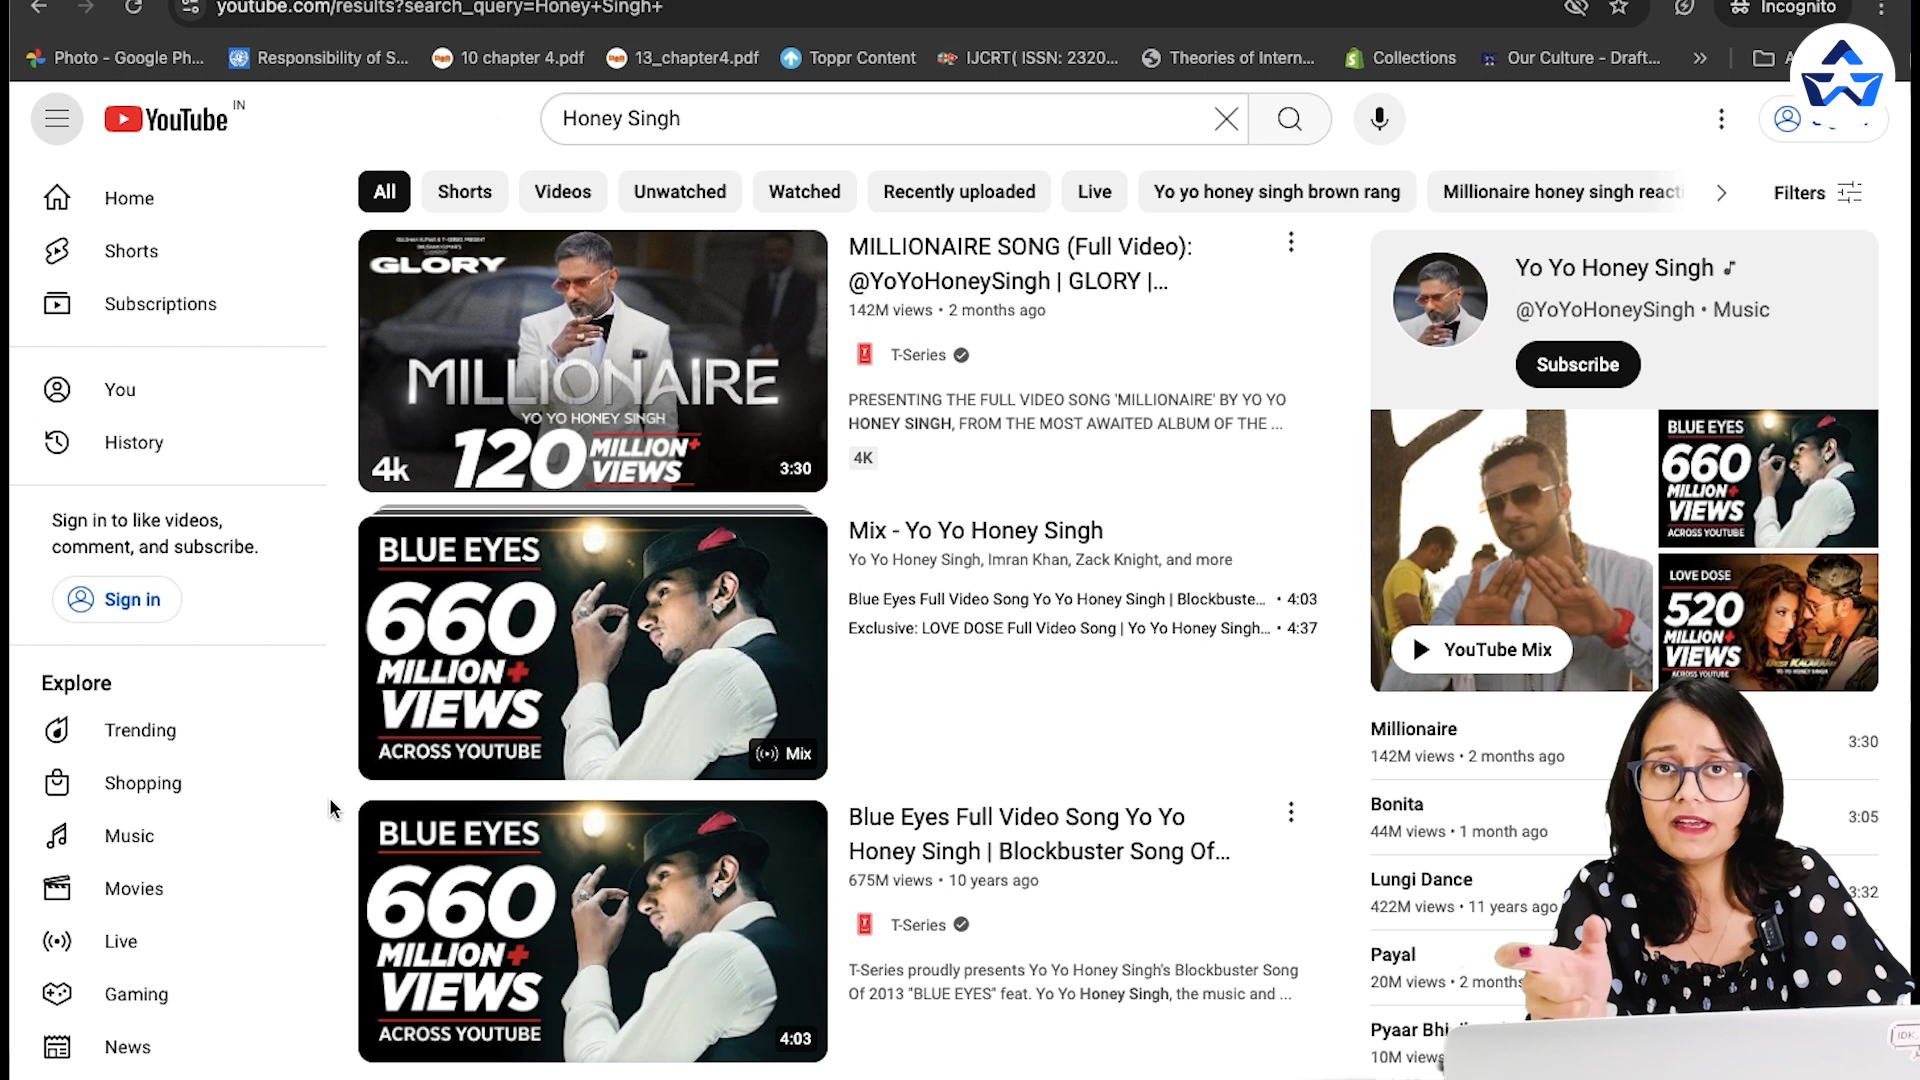 youtube.com/results?search_query=Honey+Singh+
Incognito
Photo - Google Ph...
Responsibility of S...
10 chapter 4.pdf
13_chapter4.pdf
Toppr Content
IJCRT( ISSN: 2320...
Theories of Intern...
Collections
Our Culture - Draft...
YouTube IN
Honey Singh
Home
Shorts
Subscriptions
You
History
Sign in to like videos,
comment, and subscribe.
Sign in
Explore
Trending
Shopping
Music
Movies
Live
Gaming
News
All
Shorts
Videos
Unwatched
Watched
Recently uploaded
Live
Yo yo honey singh brown rang
Millionaire honey singh reacti
Filters
GLORY
MILLIONAIRE
YO YO HONEY SINGH
120 MILLION+
VIEWS
4k
3:30
MILLIONAIRE SONG (Full Video):
@YoYoHoneySingh | GLORY |...
142M views • 2 months ago
T-Series
PRESENTING THE FULL VIDEO SONG 'MILLIONAIRE' BY YO YO
HONEY SINGH, FROM THE MOST AWAITED ALBUM OF THE ...
4K
BLUE EYES
660
MILLION+
VIEWS
ACROSS YOUTUBE
Mix
Mix - Yo Yo Honey Singh
Yo Yo Honey Singh, Imran Khan, Zack Knight, and more
Blue Eyes Full Video Song Yo Yo Honey Singh | Blockbuste... • 4:03
Exclusive: LOVE DOSE Full Video Song | Yo Yo Honey Singh... • 4:37
BLUE EYES
660
MILLION+
VIEWS
ACROSS YOUTUBE
4:03
Blue Eyes Full Video Song Yo Yo
Honey Singh | Blockbuster Song Of...
675M views • 10 years ago
T-Series
T-Series proudly presents Yo Yo Honey Singh's Blockbuster Song
Of 2013 "BLUE EYES" feat. Yo Yo Honey Singh, the music and ...
Yo Yo Honey Singh
@YoYoHoneySingh • Music
Subscribe
YouTube Mix
BLUE EYES
660
MILLION+
VIEWS
ACROSS YOUTUBE
LOVE DOSE
520
MILLION+
VIEWS
ACROSS YOUTUBE
Millionaire
142M views • 2 months ago
3:30
Bonita
44M views • 1 month ago
3:05
Lungi Dance
422M views • 11 years ago
3:32
Payal
20M views • 2 months
Pyaar Bhi
10M views
IDK,